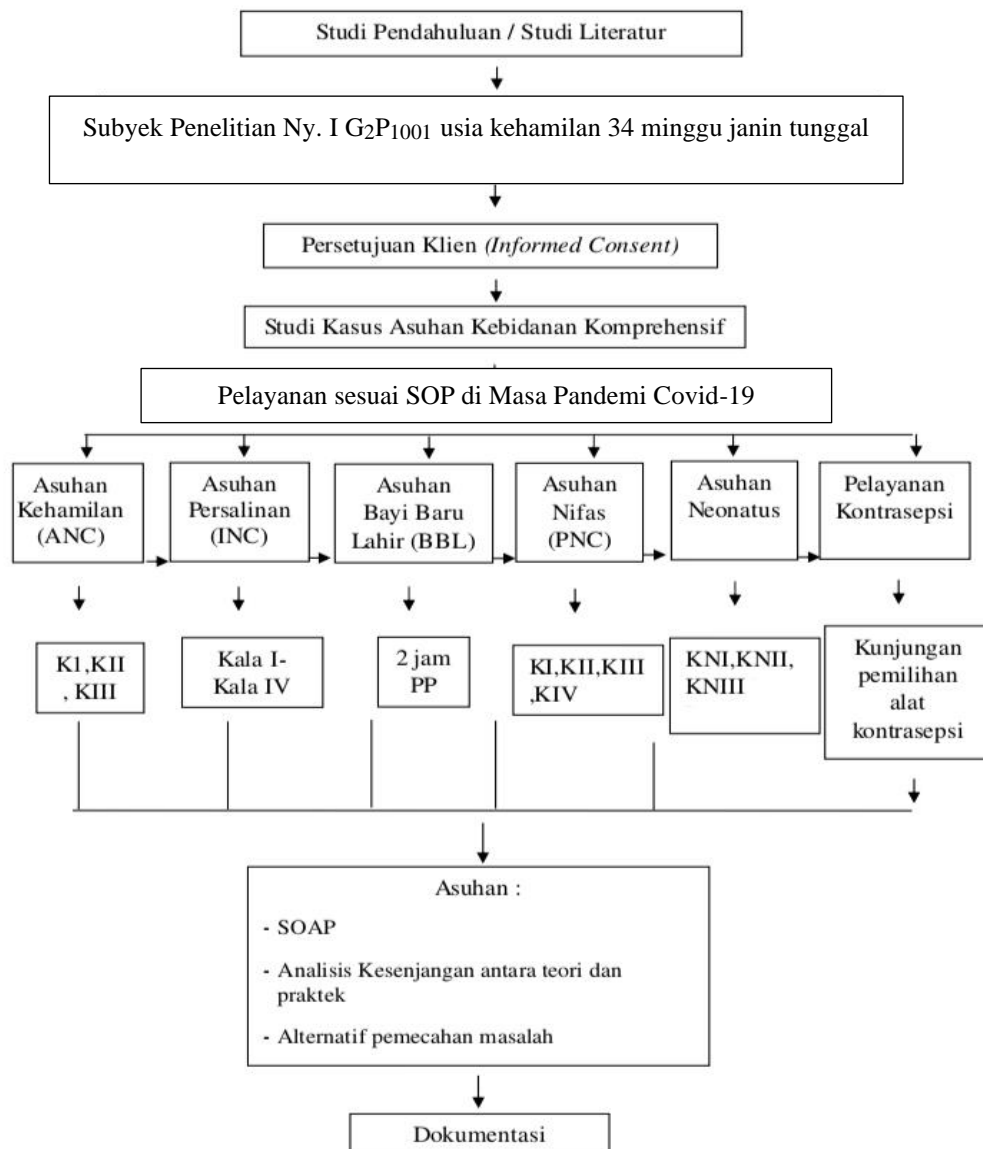 Studi Pendahuluan / Studi Literatur
Subyek Penelitian Ny. I G₂P₁₀₀₁ usia kehamilan 34 minggu janin tunggal
Persetujuan Klien (Informed Consent)
Studi Kasus Asuhan Kebidanan Komprehensif
Pelayanan sesuai SOP di Masa Pandemi Covid-19
Asuhan
Kehamilan
(ANC)
Asuhan
Persalinan
(INC)
Asuhan
Bayi Baru
Lahir (BBL)
Asuhan
Nifas
(PNC)
Asuhan
Neonatus
Pelayanan
Kontrasepsi
K1,KII
, KIII
Kala I-
Kala IV
2 jam
PP
KI,KII,KIII
,KIV
KNI,KNII,
KNIII
Kunjungan
pemilihan
alat
kontrasepsi
Asuhan :
- SOAP
- Analisis Kesenjangan antara teori dan
praktek
- Alternatif pemecahan masalah
Dokumentasi